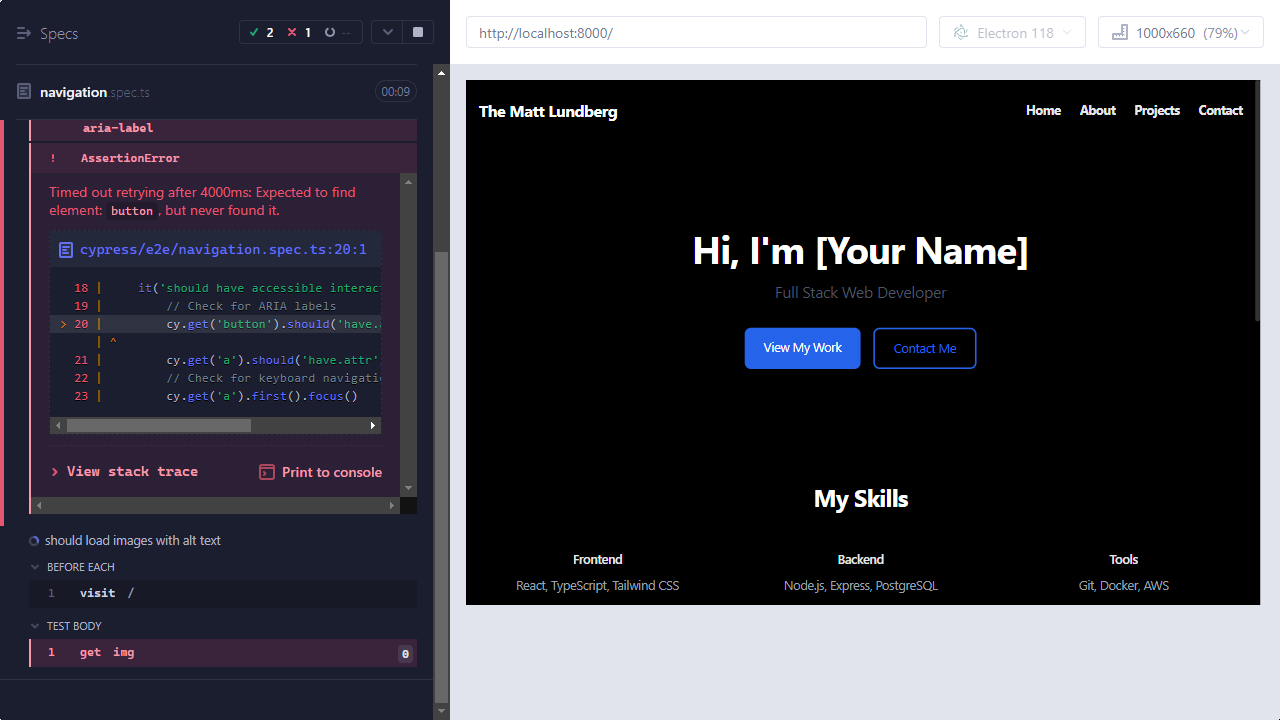 Specs
2
1
--
navigation.spec.ts
00:09
aria-label
! AssertionError
Timed out retrying after 4000ms: Expected to find
element: button, but never found it.
cypress/e2e/navigation.spec.ts:20:1
18 | it('should have accessible interac
19 | // Check for ARIA labels
> 20 | cy.get('button').should('have.
| ^
21 | cy.get('a').should('have.attr'
22 | // Check for keyboard navigati
23 | cy.get('a').first().focus()
View stack trace
Print to console
should load images with alt text
BEFORE EACH
1 visit /
TEST BODY
1 get img 0
http://localhost:8000/
Electron 118
1000x660 (79%)
The Matt Lundberg
Home About Projects Contact
Hi, I'm [Your Name]
Full Stack Web Developer
View My Work
Contact Me
My Skills
Frontend
React, TypeScript, Tailwind CSS
Backend
Node.js, Express, PostgreSQL
Tools
Git, Docker, AWS